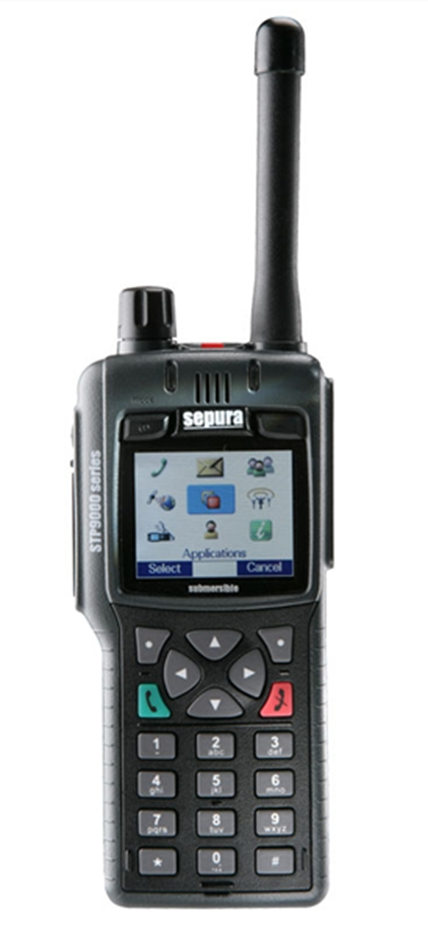 sepura
STP9000 series
Applications
Select Cancel
submersible
1
2 abc
3 def
4 ghi
5 jkl
6 mno
7 pqrs
8 tuv
9 wxyz
*
0
#